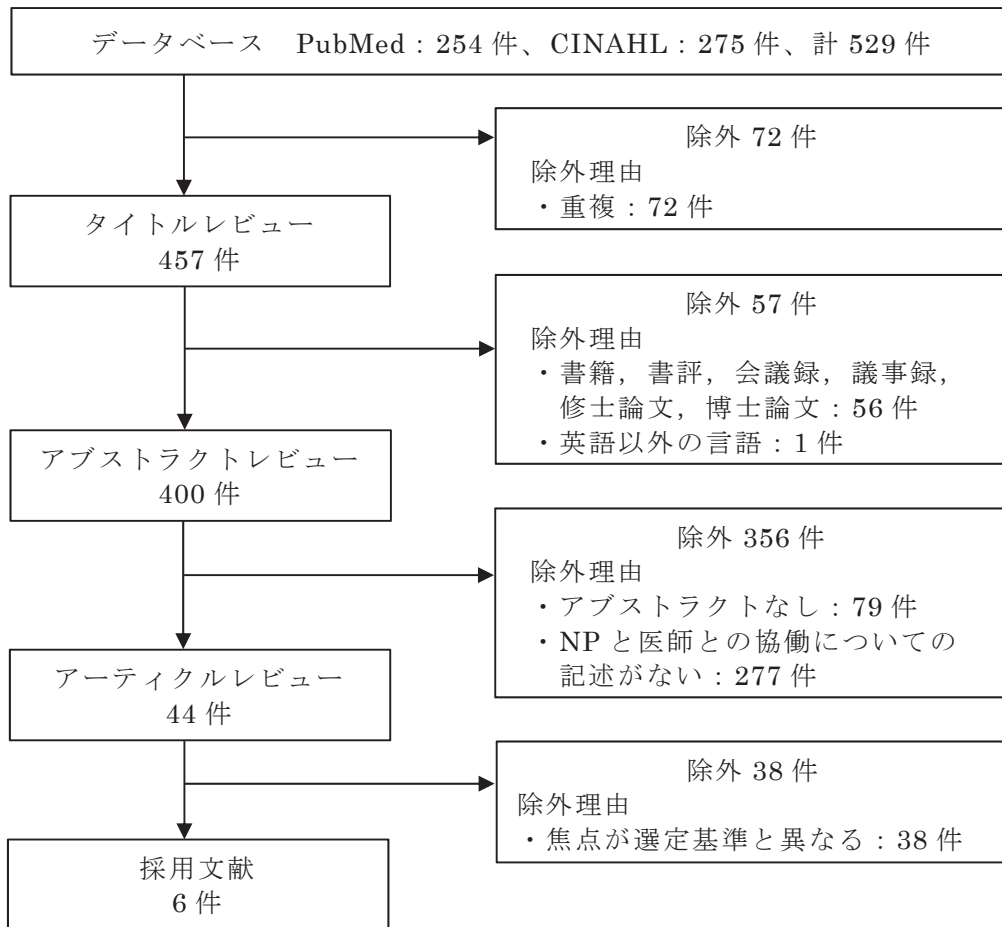 データベース　PubMed：254 件、CINAHL：275 件、計 529 件
除外 72 件
除外理由
・重複：72 件
タイトルレビュー
457 件
除外 57 件
除外理由
・書籍，書評，会議録，議事録，
修士論文，博士論文：56 件
・英語以外の言語：1 件
アブストラクトレビュー
400 件
除外 356 件
除外理由
・アブストラクトなし：79 件
・NP と医師との協働についての
記述がない：277 件
アーティクルレビュー
44 件
除外 38 件
除外理由
・焦点が選定基準と異なる：38 件
採用文献
6 件